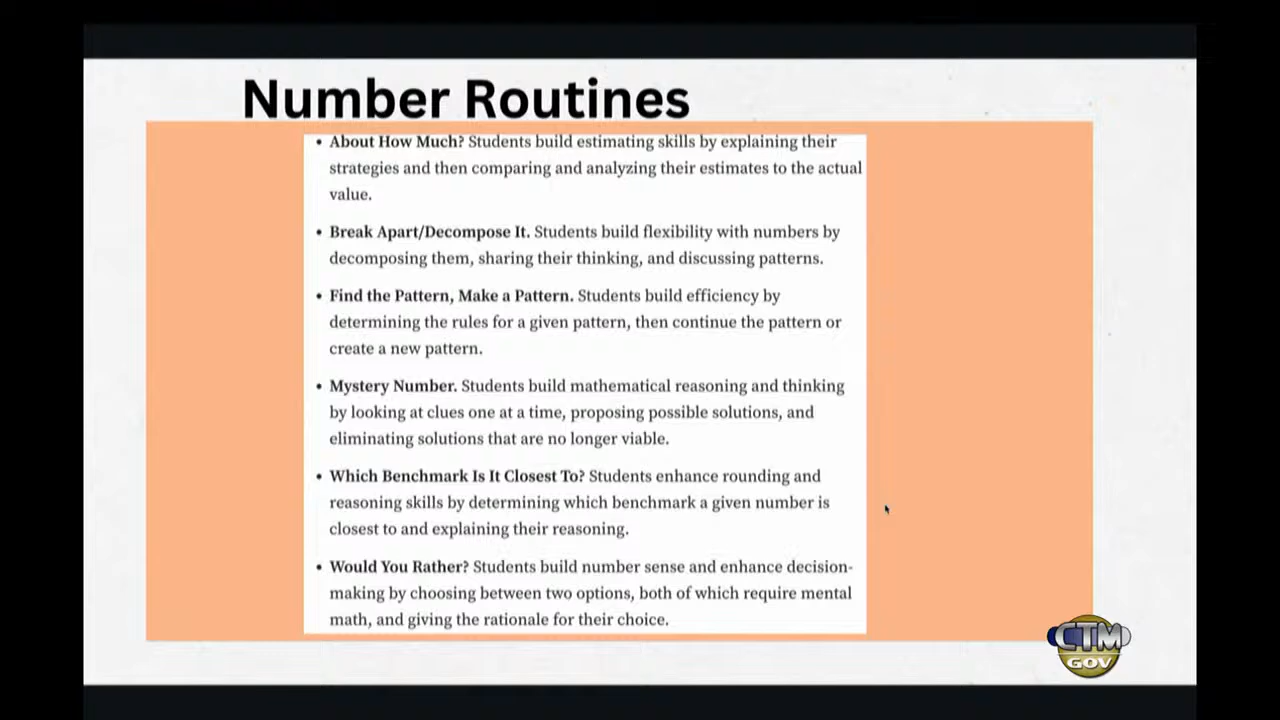 Number Routines
• About How Much? Students build estimating skills by explaining their
strategies and then comparing and analyzing their estimates to the actual
value.
• Break Apart/Decompose It. Students build flexibility with numbers by
decomposing them, sharing their thinking, and discussing patterns.
• Find the Pattern, Make a Pattern. Students build efficiency by
determining the rules for a given pattern, then continue the pattern or
create a new pattern.
• Mystery Number. Students build mathematical reasoning and thinking
by looking at clues one at a time, proposing possible solutions, and
eliminating solutions that are no longer viable.
• Which Benchmark Is It Closest To? Students enhance rounding and
reasoning skills by determining which benchmark a given number is
closest to and explaining their reasoning.
• Would You Rather? Students build number sense and enhance decision-
making by choosing between two options, both of which require mental
math, and giving the rationale for their choice.
CTM
GOV